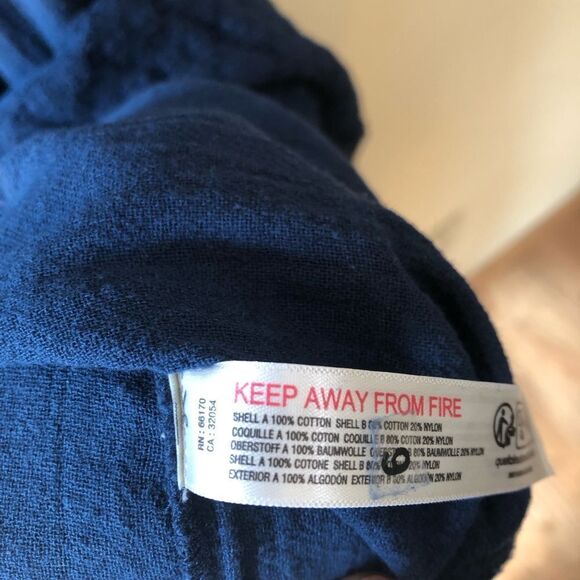 KEEP AWAY FROM FIRE
SHELL A 100% COTTON SHELL B 80% COTTON 20% NYLON
COQUILLE A 100% COTON COQUILLE B 80% COTON 20% NYLON
OBERSTOFF A 100% BAUMWOLLE OBERSTOFF B 80% BAUMWOLLE 20% NYLON
SHELL A 100% COTONE SHELL B 80% COTONE 20% NYLON
EXTERIOR A 100% ALGODÓN EXTERIOR B 80% ALGODÓN 20% NYLON
RN : 66170
CA : 32054
6